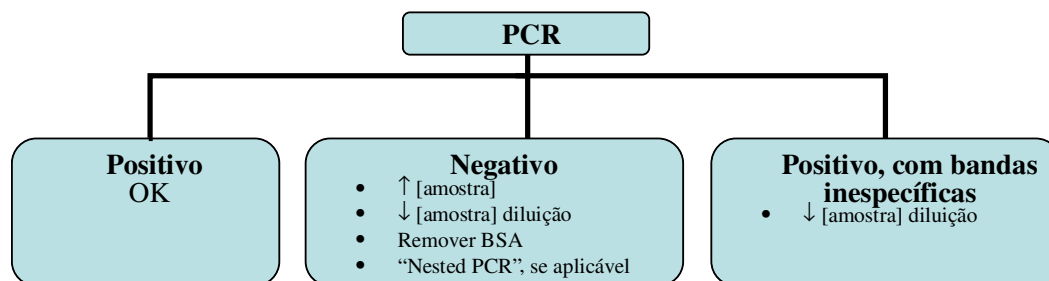 PCR
Positivo
OK
Negativo
• ↑ [amostra]
• ↓ [amostra] diluição
• Remover BSA
• “Nested PCR”, se aplicável
Positivo, com bandas
inespecíficas
• ↓ [amostra] diluição